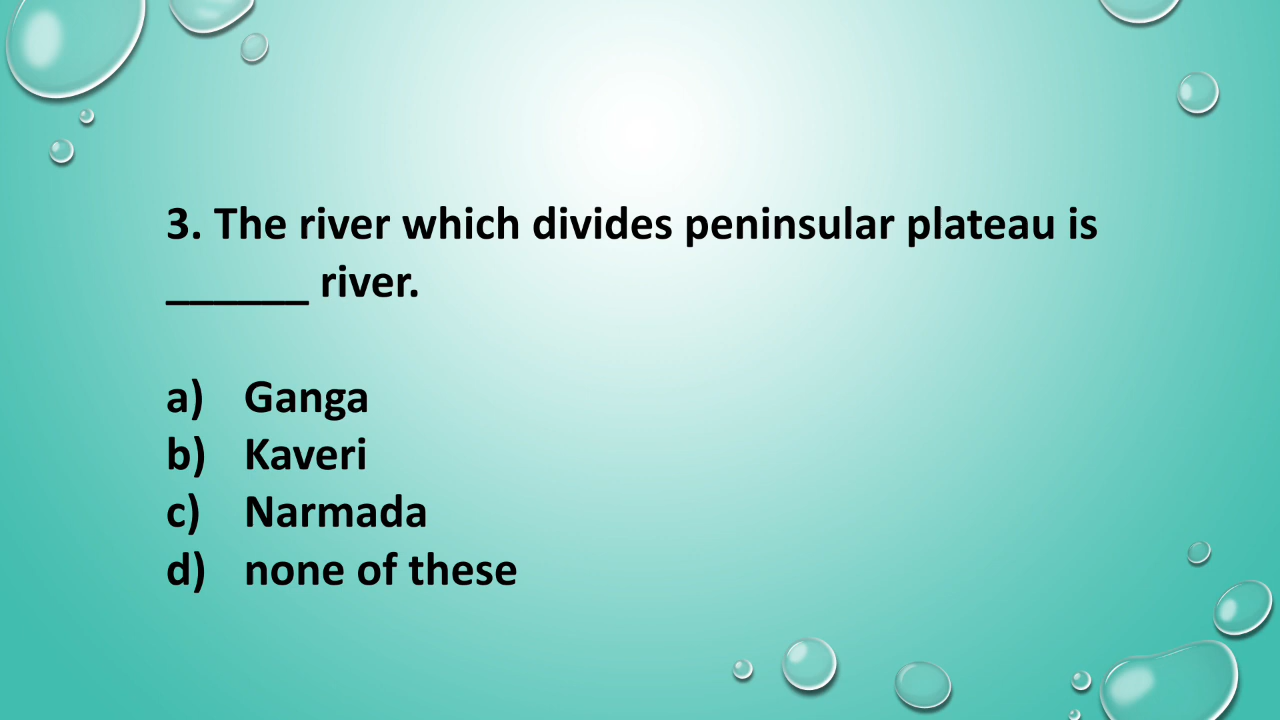 3. The river which divides peninsular plateau is
______ river.
a) Ganga
b) Kaveri
c) Narmada
d) none of these